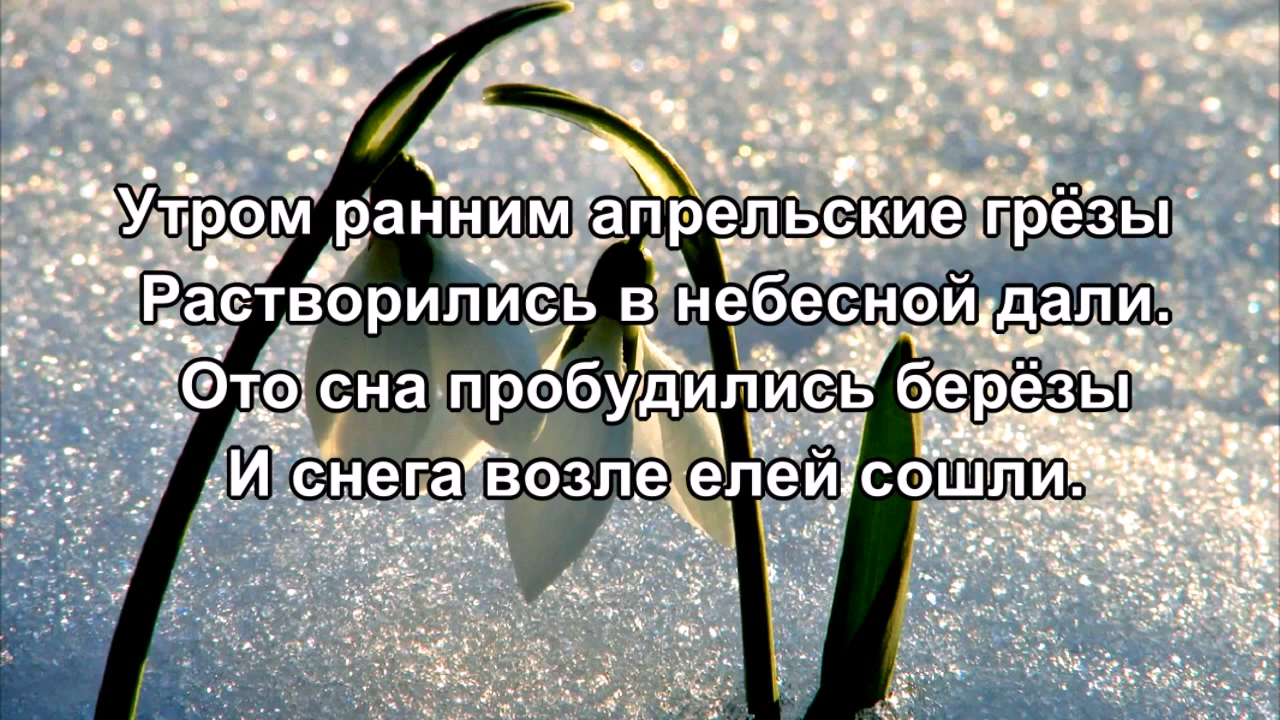 Утром ранним апрельские грёзы
Растворились в небесной дали.
Ото сна пробудились берёзы
И снега возле елей сошли.